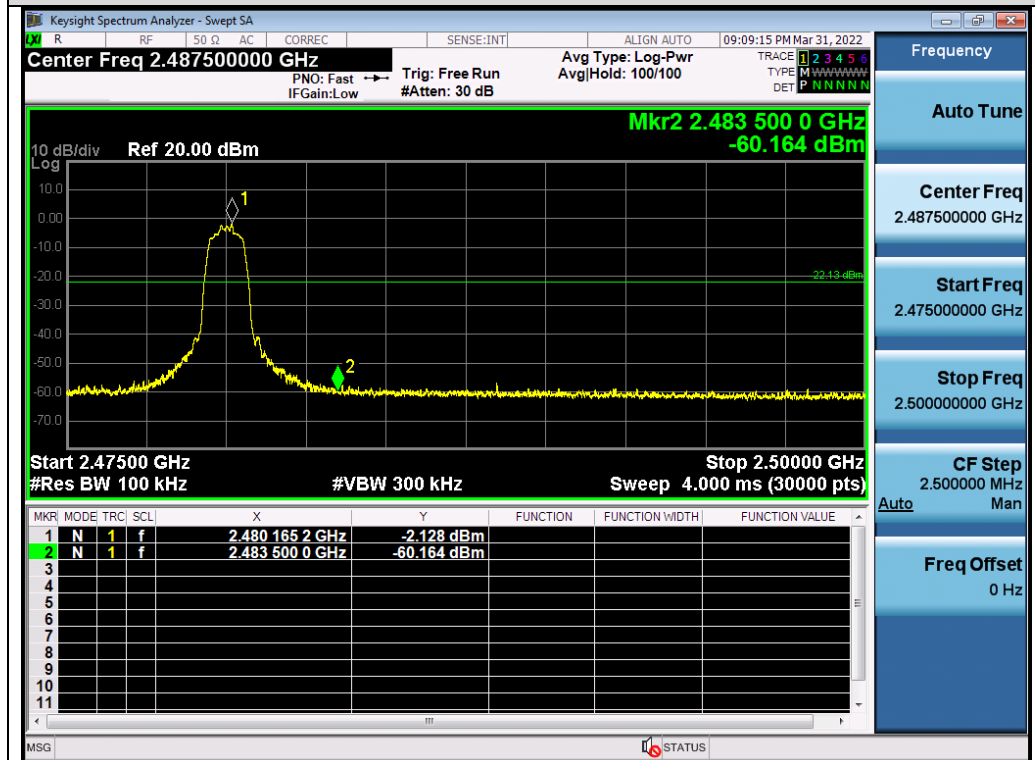 Keysight Spectrum Analyzer - Swept SA
LXI R RF 50 Ω AC CORREC SENSE:INT ALIGN AUTO 09:09:15 PM Mar 31, 2022
Center Freq 2.487500000 GHz
PNO: Fast
IFGain:Low
Trig: Free Run
#Atten: 30 dB
Avg Type: Log-Pwr
Avg|Hold: 100/100
TRACE 1 2 3 4 5 6
TYPE M WWWWW
DET P N N N N N
Mkr2 2.483 500 0 GHz
-60.164 dBm
10 dB/div Ref 20.00 dBm
Log
10.0
0.00
-10.0
-20.0
-30.0
-40.0
-50.0
-60.0
-70.0
1
-22.13 dBm
2
Start 2.47500 GHz Stop 2.50000 GHz
#Res BW 100 kHz #VBW 300 kHz Sweep 4.000 ms (30000 pts)
MKR MODE TRC SCL X Y FUNCTION FUNCTION WIDTH FUNCTION VALUE
1 N 1 f 2.480 165 2 GHz -2.128 dBm
2 N 1 f 2.483 500 0 GHz -60.164 dBm
3
4
5
6
7
8
9
10
11
MSG STATUS
Frequency
Auto Tune
Center Freq
2.487500000 GHz
Start Freq
2.475000000 GHz
Stop Freq
2.500000000 GHz
CF Step
2.500000 MHz
Auto Man
Freq Offset
0 Hz